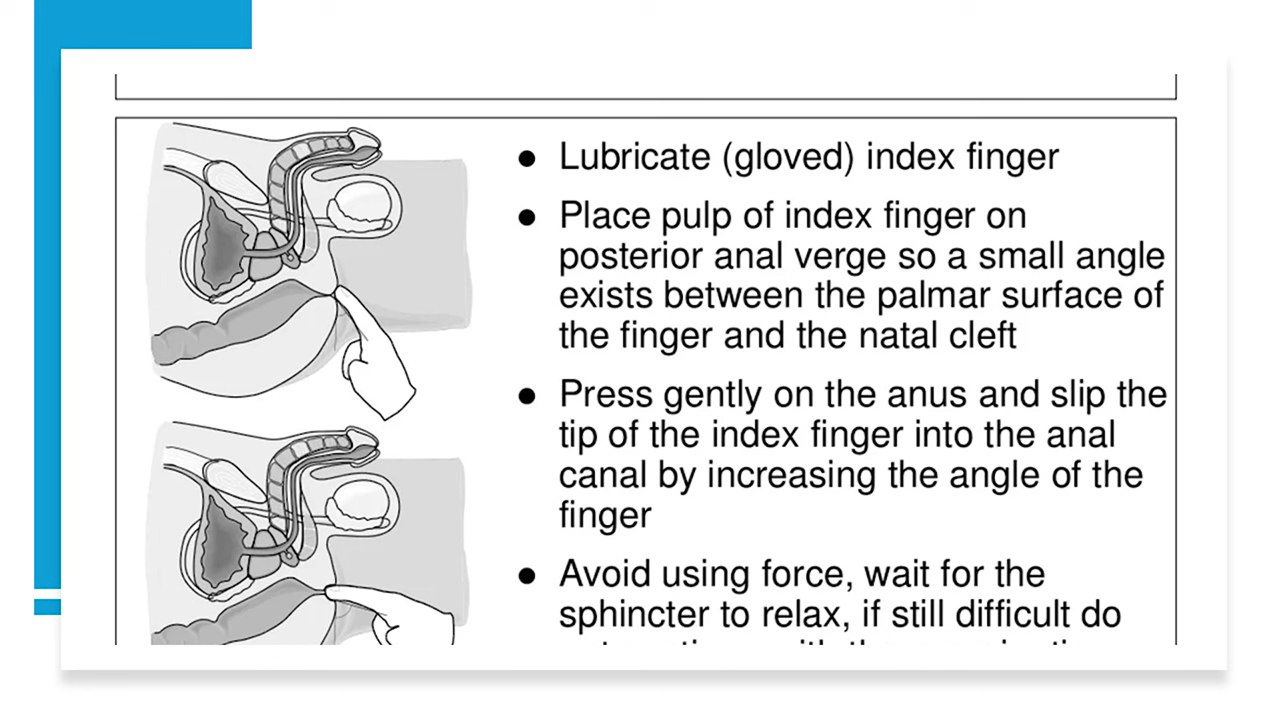 ● Lubricate (gloved) index finger
● Place pulp of index finger on
posterior anal verge so a small angle
exists between the palmar surface of
the finger and the natal cleft
● Press gently on the anus and slip the
tip of the index finger into the anal
canal by increasing the angle of the
finger
● Avoid using force, wait for the
sphincter to relax, if still difficult do